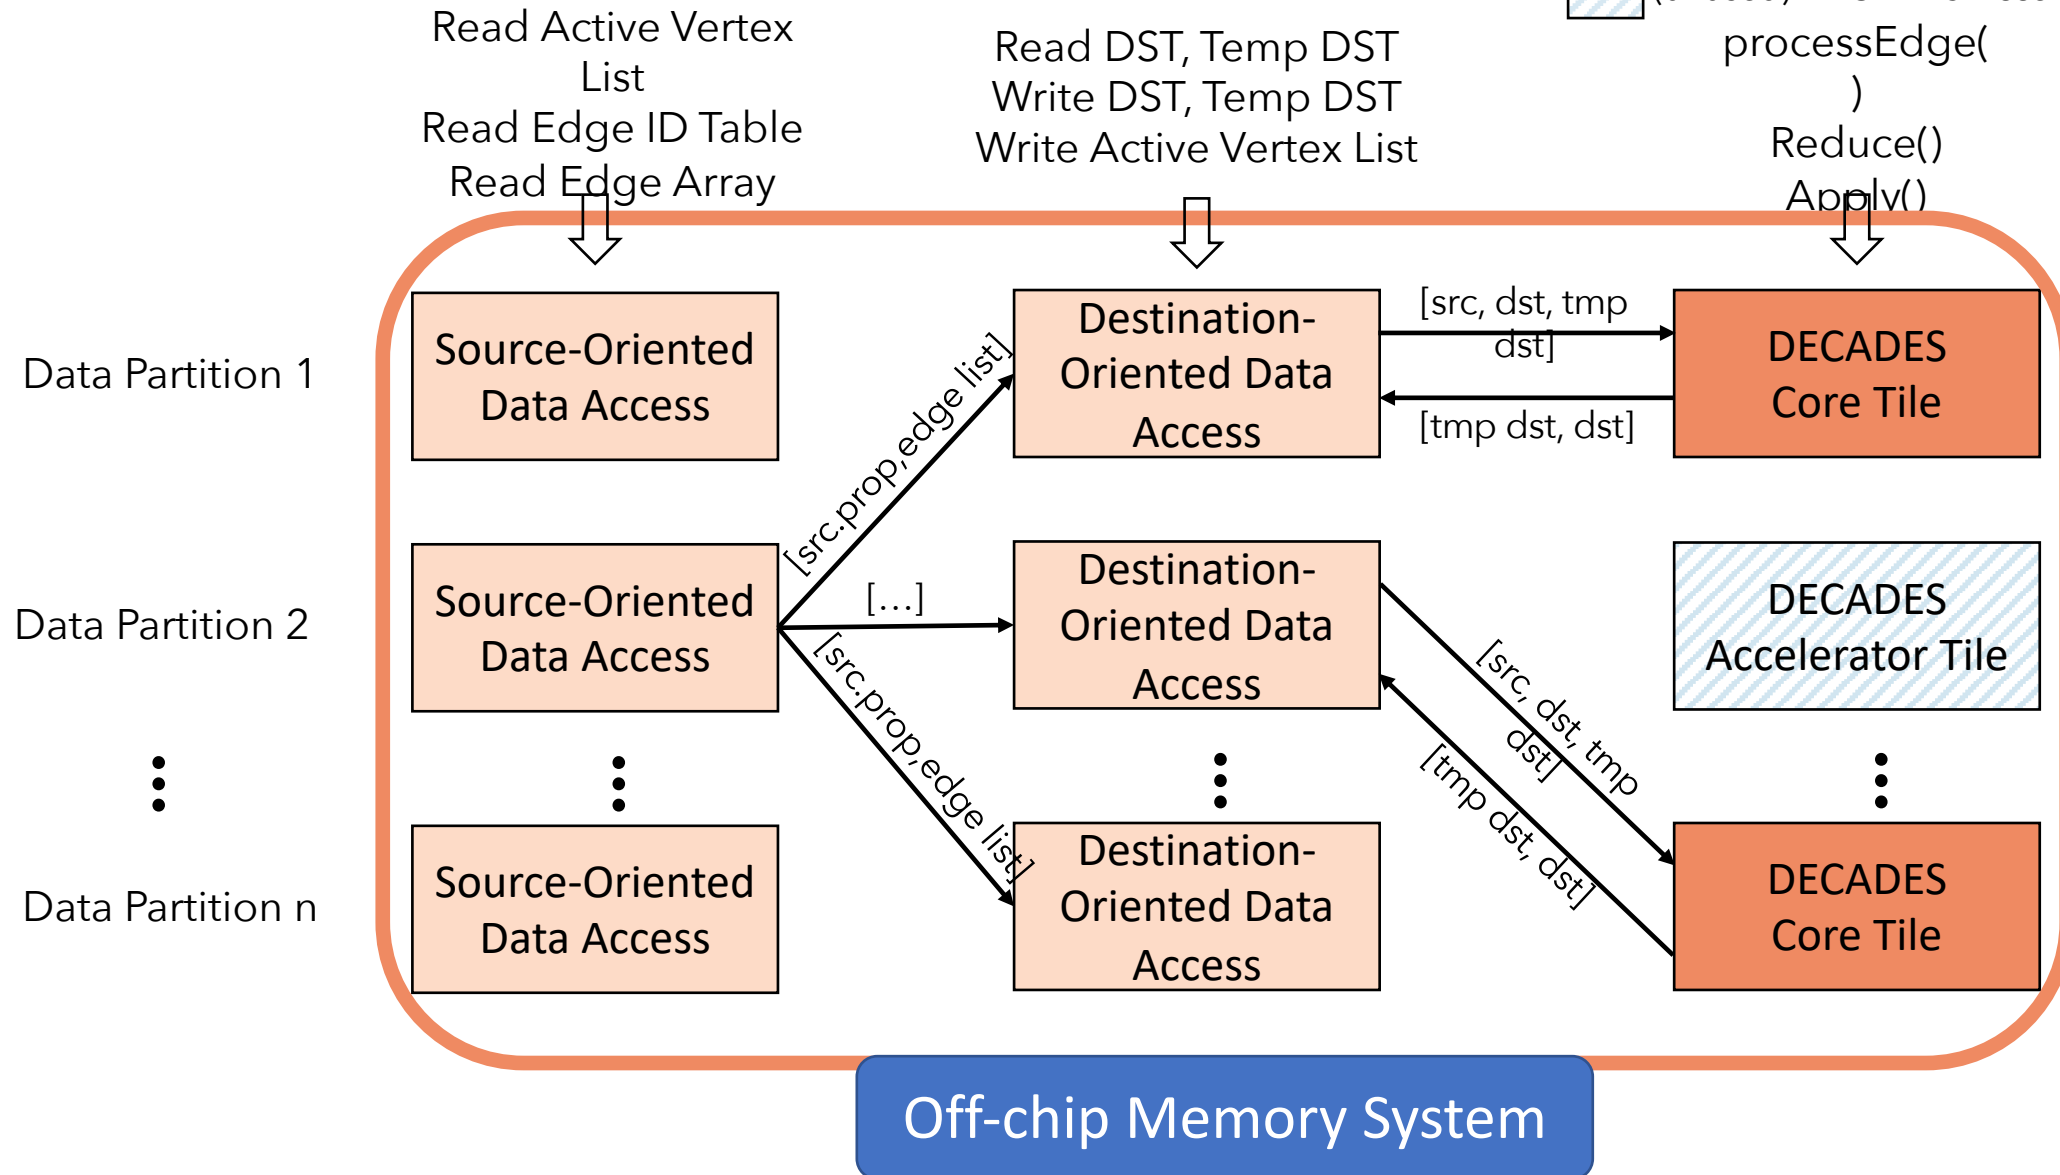 Read Active Vertex
List
Read Edge ID Table
Read Edge Array
Read DST, Temp DST
Write DST, Temp DST
Write Active Vertex List
processEdge(
)
Reduce()
Apply()
Data Partition 1
Source-Oriented
Data Access
[src.prop,edge list]
Destination-
Oriented Data
Access
[src, dst, tmp
dst]
[tmp dst, dst]
DECADES
Core Tile
Data Partition 2
Source-Oriented
Data Access
[...]
Destination-
Oriented Data
Access
[src, dst, tmp
dst]
[tmp dst, dst]
DECADES
Accelerator Tile
[src.prop,edge list]
Data Partition n
Source-Oriented
Data Access
Destination-
Oriented Data
Access
DECADES
Core Tile
Off-chip Memory System